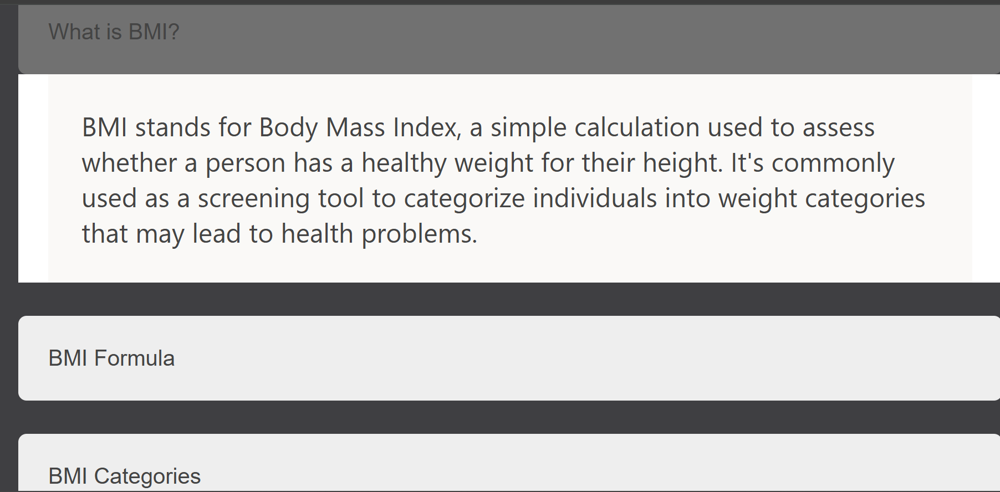 What is BMI?
BMI stands for Body Mass Index, a simple calculation used to assess
whether a person has a healthy weight for their height. It's commonly
used as a screening tool to categorize individuals into weight categories
that may lead to health problems.
BMI Formula
BMI Categories